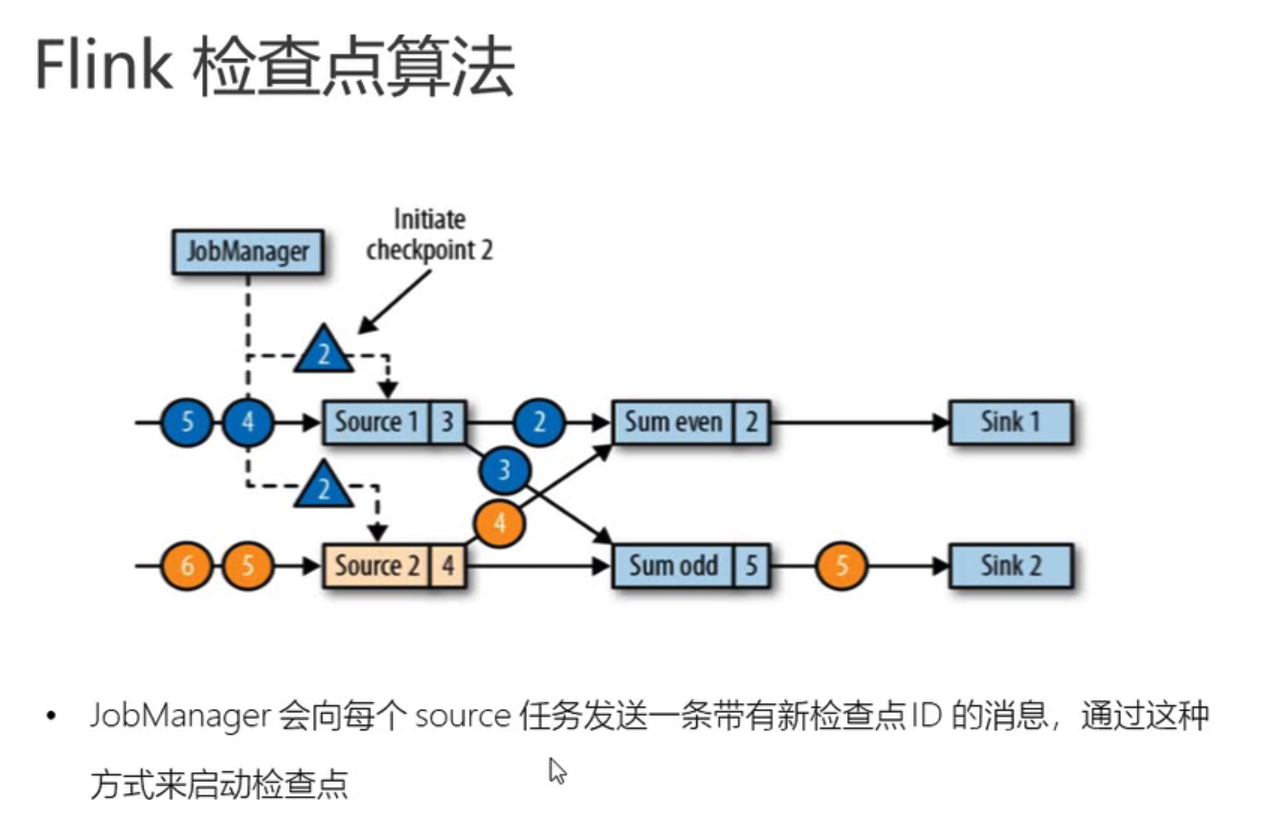 Flink 检查点算法
Initiate
checkpoint 2
JobManager
2
5
4
Source 1
3
2
Sum even
2
Sink 1
3
2
4
6
5
Source 2
4
Sum odd
5
5
Sink 2
• JobManager 会向每个 source 任务发送一条带有新检查点ID 的消息，通过这种
方式来启动检查点